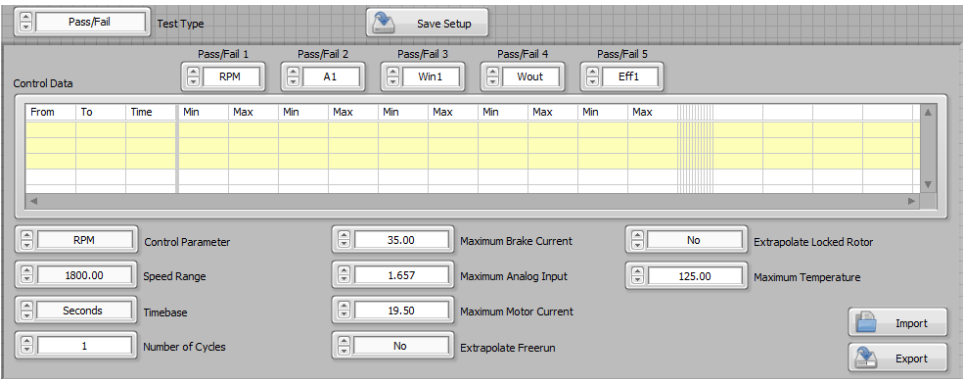 Pass/Fail Test Type Save Setup
Pass/Fail 1 Pass/Fail 2 Pass/Fail 3 Pass/Fail 4 Pass/Fail 5
Control Data RPM A1 Win1 Wout Eff1
From To Time Min Max Min Max Min Max Min Max Min Max
RPM Control Parameter 35.00 Maximum Brake Current No Extrapolate Locked Rotor
1800.00 Speed Range 1.657 Maximum Analog Input 125.00 Maximum Temperature
Seconds Timebase 19.50 Maximum Motor Current Import
1 Number of Cycles No Extrapolate Freerun Export